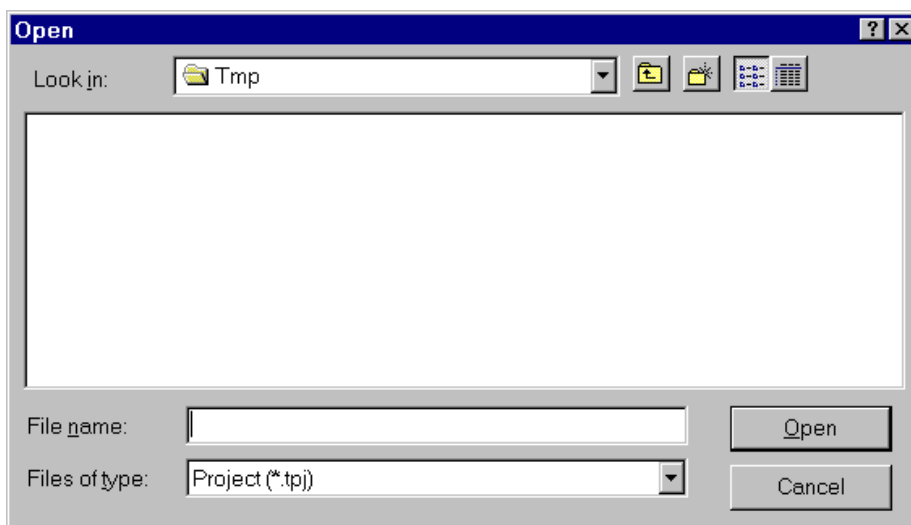 Open
Look in:
Tmp
File name:
Open
Files of type:
Project (*.tpj)
Cancel